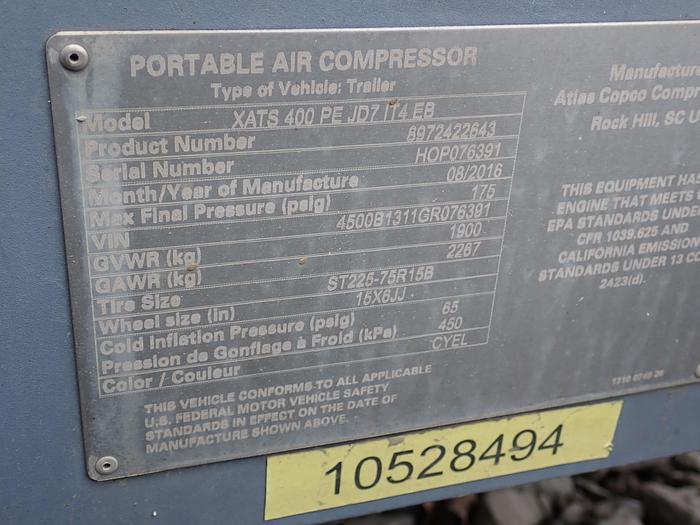 PORTABLE AIR COMPRESSOR
Type of Vehicle: Trailer
Model XATS 400 PE JD7 IT4 EB
Product Number 8972422643
Serial Number HOP076391
Month/Year of Manufacture 08/2016
Max Final Pressure (psig) 175
VIN 4500B1311GR076391
GVWR (kg) 1900
GAWR (kg) 2267
Tire Size ST225-75R15B
Wheel size (in) 15X6JJ
Cold Inflation Pressure (psig) 65
Pression de Gonflage à Froid (kPa) 450
Color / Couleur CYEL
THIS VEHICLE CONFORMS TO ALL APPLICABLE
U.S. FEDERAL MOTOR VEHICLE SAFETY
STANDARDS IN EFFECT ON THE DATE OF
MANUFACTURE SHOWN ABOVE.
Manufacture
Atlas Copco Compr
Rock Hill, SC U
THIS EQUIPMENT HAS
ENGINE THAT MEETS
EPA STANDARDS UND
CFR 1039.625 AND
CALIFORNIA EMISSION
STANDARDS UNDER 13 CC
2423(d).
1310 0740 26
10528494